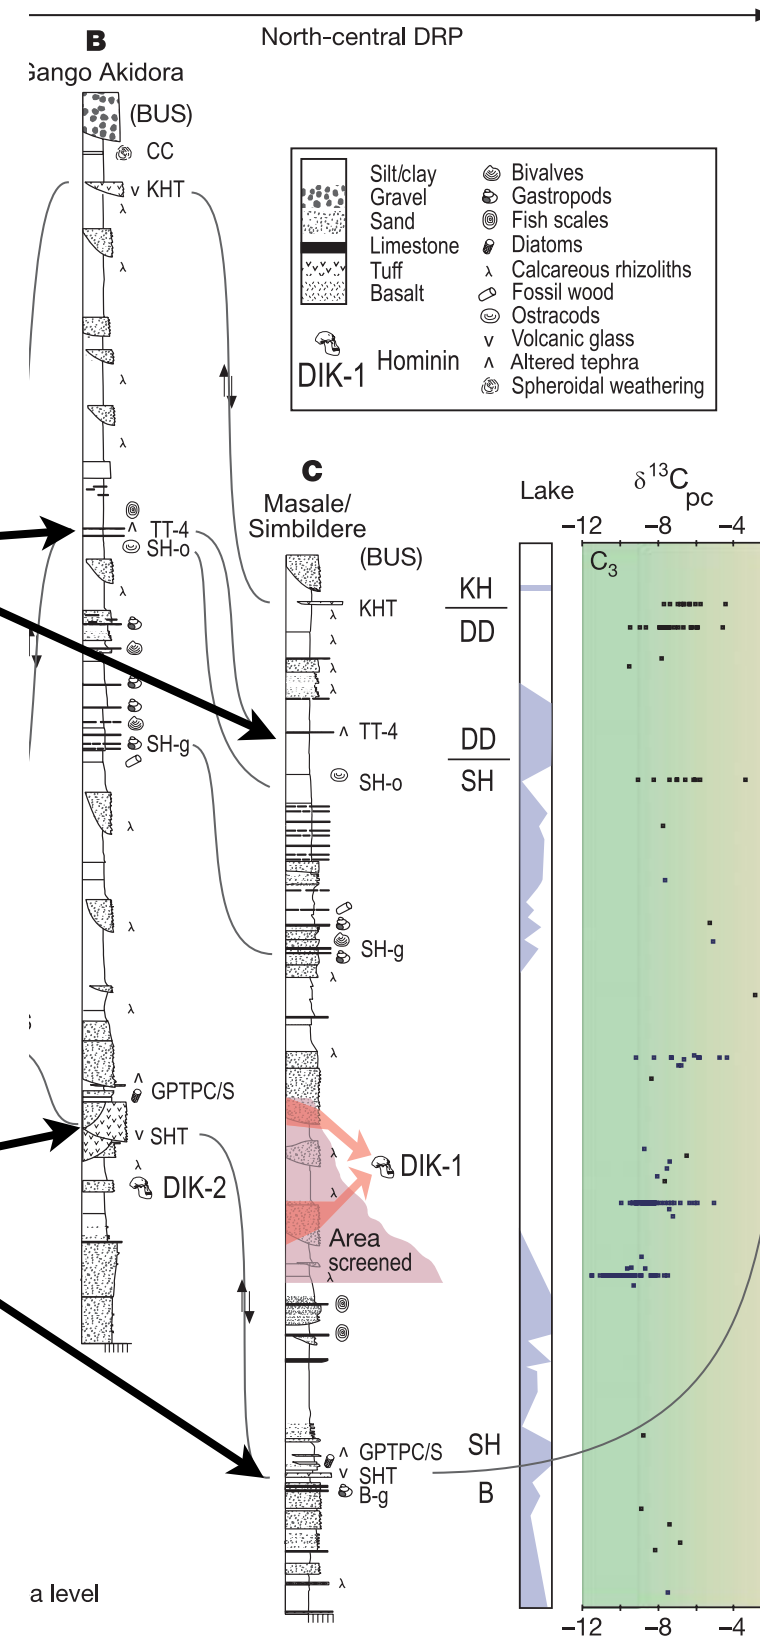 North-central DRP
B
Gango Akidora
(BUS)
CC
v KHT
λ
λ
λ
λ
^ TT-4
SH-o
λ
SH-g
λ
λ
λ
^
GPTPC/S
v SHT
λ
DIK-2
Silt/clay
Gravel
Sand
Limestone
Tuff
Basalt
DIK-1 Hominin
Bivalves
Gastropods
Fish scales
Diatoms
λ Calcareous rhizoliths
Fossil wood
Ostracods
v Volcanic glass
^ Altered tephra
Spheroidal weathering
C
Masale/
Simbildere
(BUS)
KHT
λ
λ
λ
^ TT-4
SH-o
SH-g
λ
λ
λ
DIK-1
λ
Area
screened
λ
^ GPTPC/S
v SHT
B-g
λ
Lake
KH
DD
DD
SH
SH
B
δ13Cpc
−12 −8 −4
C3
−12 −8 −4
a level